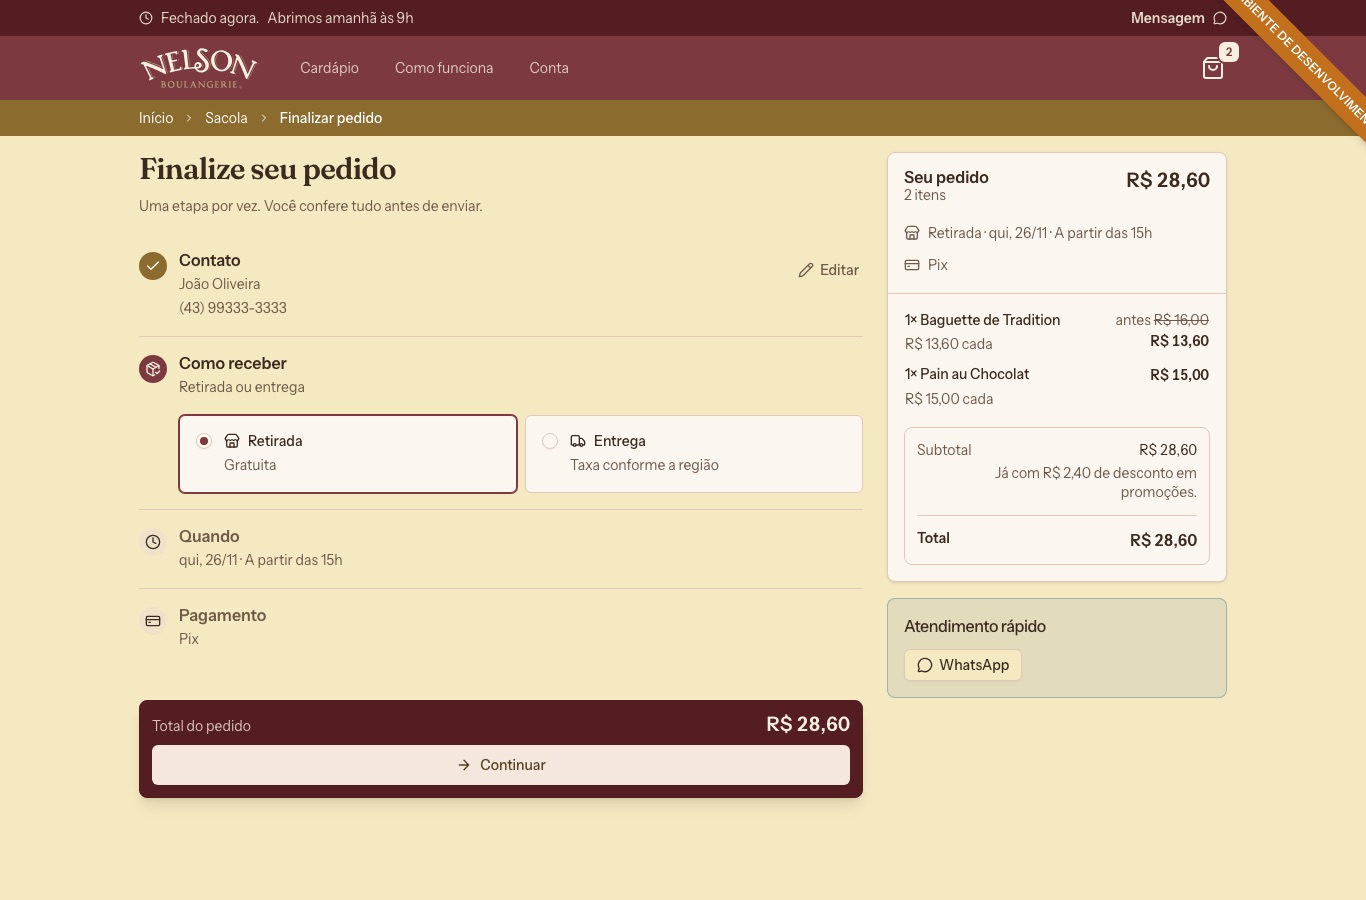 Fechado agora. Abrimos amanhã às 9h
Mensagem
NELSON
BOULANGERIE.
Cardápio
Como funciona
Conta
2
Início
Sacola
Finalizar pedido
Finalize seu pedido
Uma etapa por vez. Você confere tudo antes de enviar.
Contato
João Oliveira
(43) 99333-3333
Editar
Como receber
Retirada ou entrega
Retirada
Gratuita
Entrega
Taxa conforme a região
Quando
qui, 26/11 · A partir das 15h
Pagamento
Pix
Total do pedido
R$ 28,60
Continuar
Seu pedido
R$ 28,60
2 itens
Retirada · qui, 26/11 · A partir das 15h
Pix
1× Baguette de Tradition
antes R$ 16,00
R$ 13,60 cada
R$ 13,60
1× Pain au Chocolat
R$ 15,00
R$ 15,00 cada
Subtotal
R$ 28,60
Já com R$ 2,40 de desconto em
promoções.
Total
R$ 28,60
Atendimento rápido
WhatsApp